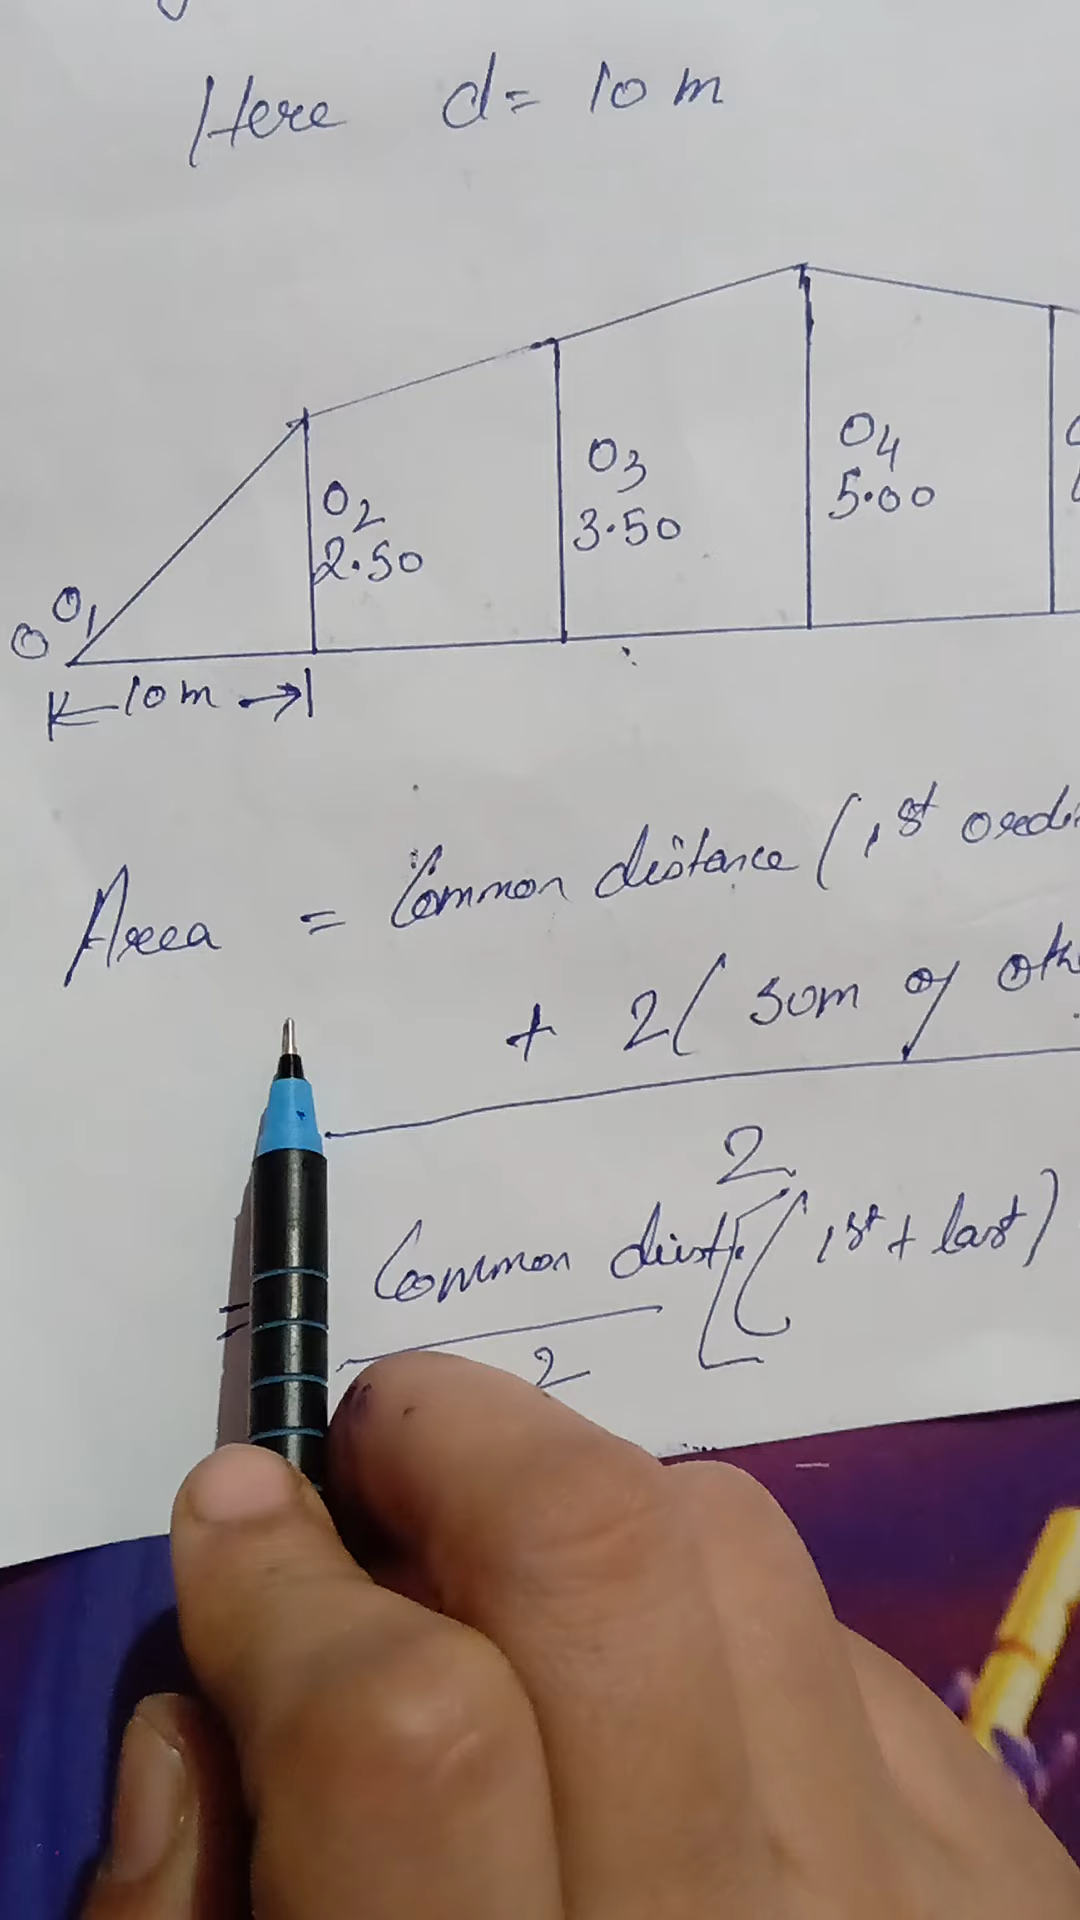 Here d = 10 m
O4
5.00
O3
3.50
O2
2.50
O1
0
10 m
Area = Common distance ( 1st
+ 2 ( Som of
2
Common dist [ ( 1st + last )
2